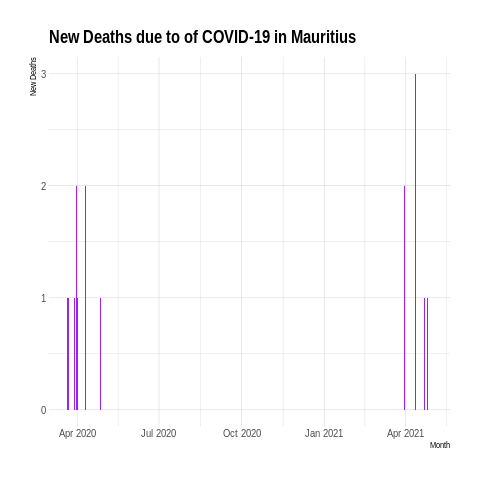 New Deaths due to of COVID-19 in Mauritius
New Deaths
3
2
1
0
Apr 2020 Jul 2020 Oct 2020 Jan 2021 Apr 2021
Month